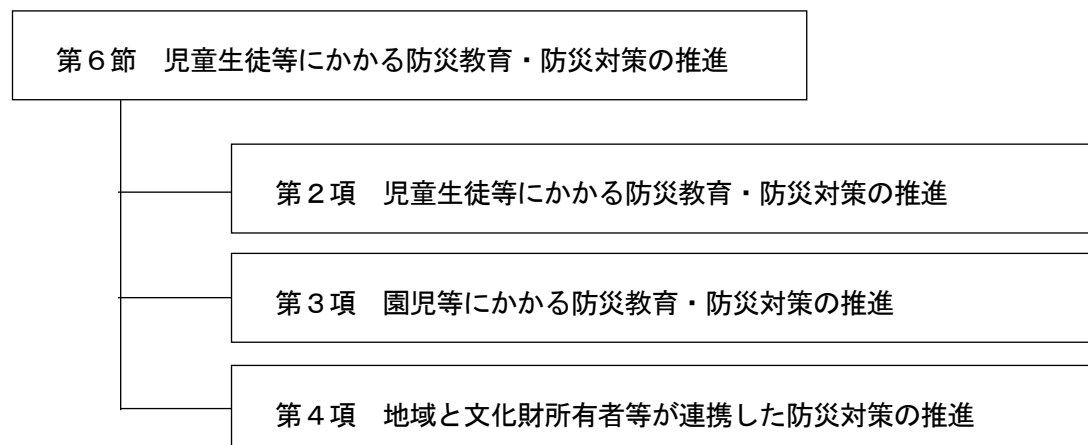 第６節　児童生徒等にかかる防災教育・防災対策の推進
第２項　児童生徒等にかかる防災教育・防災対策の推進
第３項　園児等にかかる防災教育・防災対策の推進
第４項　地域と文化財所有者等が連携した防災対策の推進